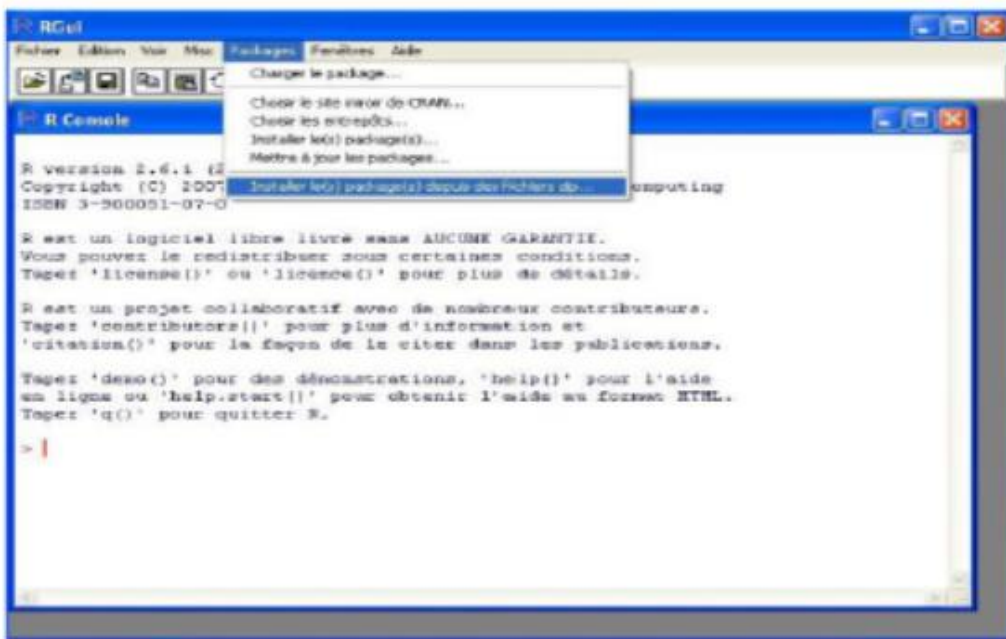 RGui
Fichier Edition Voir Misc Packages Fenêtres Aide
Charger le package...
Choisir le site miroir de CRAN...
Choisir les entrepôts...
Installer le(s) package(s)...
Mettre à jour les packages...
Installer le(s) package(s) depuis des fichiers zip...
R Console
R version 2.6.1 (2
Copyright (C) 2007 omputing
ISBN 3-900051-07-0
R est un logiciel libre livré sans AUCUNE GARANTIE.
Vous pouvez le redistribuer sous certaines conditions.
Tapez 'license()' ou 'licence()' pour plus de détails.
R est un projet collaboratif avec de nombreux contributeurs.
Tapez 'contributors()' pour plus d'information et
'citation()' pour la façon de le citer dans les publications.
Tapez 'demo()' pour des démonstrations, 'help()' pour l'aide
en ligne ou 'help.start()' pour obtenir l'aide au format HTML.
Tapez 'q()' pour quitter R.
>